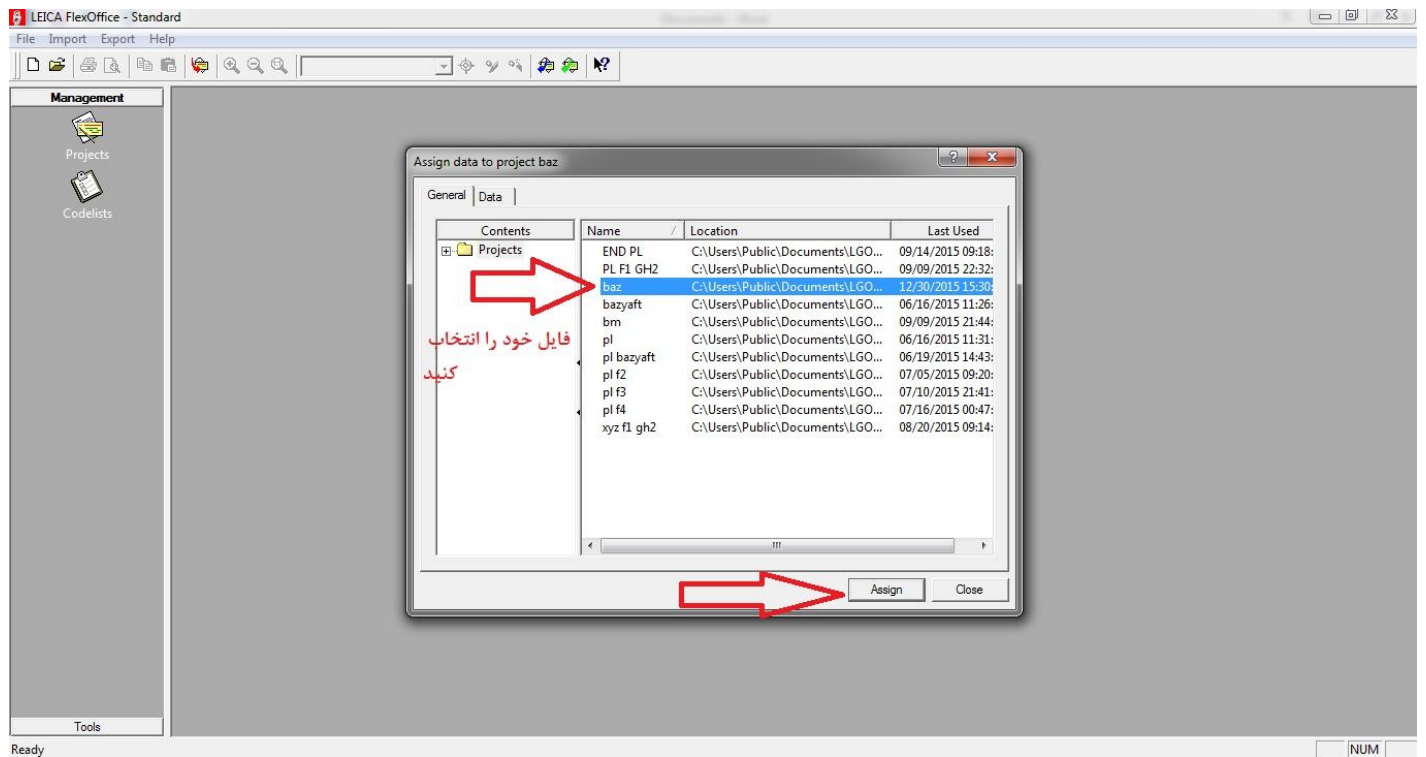 LEICA FlexOffice - Standard
File Import Export Help
Management
Projects
Codelists
Assign data to project baz
General Data
Contents Name Location Last Used
Projects
END PL C:\Users\Public\Documents\LGO... 09/14/2015 09:18:
PL F1 GH2 C:\Users\Public\Documents\LGO... 09/09/2015 22:32:
baz C:\Users\Public\Documents\LGO... 12/30/2015 15:30:
bazyaft C:\Users\Public\Documents\LGO... 06/16/2015 11:26:
bm C:\Users\Public\Documents\LGO... 09/09/2015 21:44:
pl C:\Users\Public\Documents\LGO... 06/16/2015 11:31:
pl bazyaft C:\Users\Public\Documents\LGO... 06/19/2015 14:43:
pl f2 C:\Users\Public\Documents\LGO... 07/05/2015 09:20:
pl f3 C:\Users\Public\Documents\LGO... 07/10/2015 21:41:
pl f4 C:\Users\Public\Documents\LGO... 07/16/2015 00:47:
xyz f1 gh2 C:\Users\Public\Documents\LGO... 08/20/2015 09:14:
فایل خود را انتخاب
کنید
Assign Close
Tools
Ready NUM